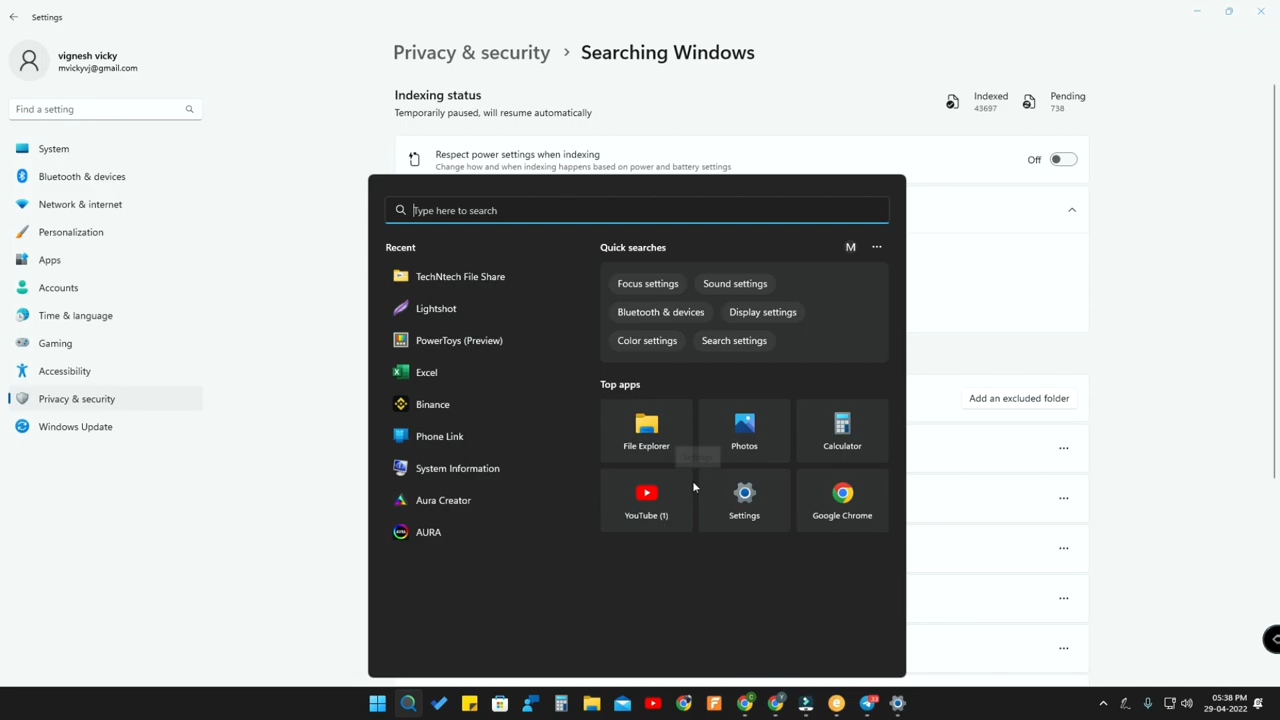 Settings
vignesh vicky
mvickyvj@gmail.com
Find a setting
System
Bluetooth & devices
Network & internet
Personalization
Apps
Accounts
Time & language
Gaming
Accessibility
Privacy & security
Windows Update
Privacy & security > Searching Windows
Indexing status
Temporarily paused, will resume automatically
Indexed
43697
Pending
738
Respect power settings when indexing
Change how and when indexing happens based on power and battery settings
Off
Type here to search
Recent
TechNtech File Share
Lightshot
PowerToys (Preview)
Excel
Binance
Phone Link
System Information
Aura Creator
AURA
Quick searches
M
Focus settings
Sound settings
Bluetooth & devices
Display settings
Color settings
Search settings
Top apps
File Explorer
Photos
Calculator
Settings
YouTube (1)
Settings
Google Chrome
Add an excluded folder
05:38 PM
29-04-2022